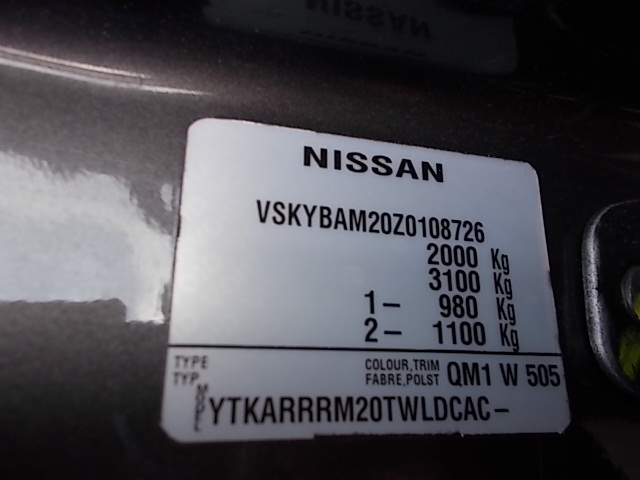 NISSAN
VSKYBAM20Z0108726
2000 Kg
3100 Kg
1- 980 Kg
2- 1100 Kg
TYPE COLOUR,TRIM QM1 W 505
TYP FABRE,POLST
MODEL YTKARRRM20TWLDCAC-